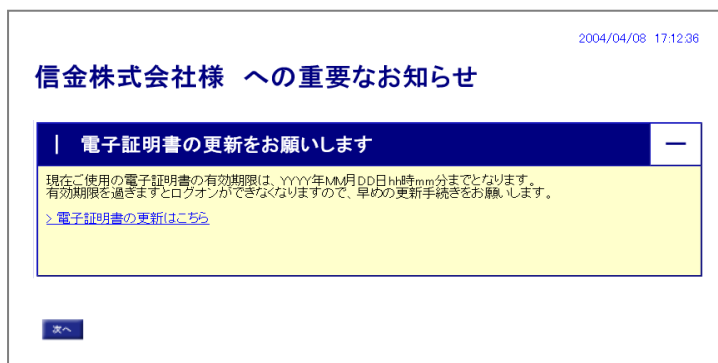 2004/04/08 17:12:36
信金株式会社様 への重要なお知らせ
| 電子証明書の更新をお願いします
現在ご使用の電子証明書の有効期限は、YYYY年MM月DD日hh時mm分までとなります。
有効期限を過ぎますとログオンができなくなりますので、早めの更新手続きをお願いします。
> 電子証明書の更新はこちら
次へ